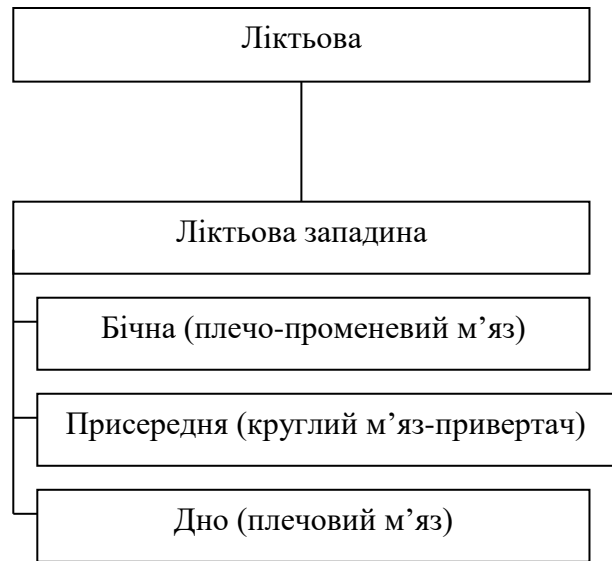 Ліктьова
Ліктьова западина
Бічна (плечо-променевий м’яз)
Присередня (круглий м’яз-привертач)
Дно (плечовий м’яз)